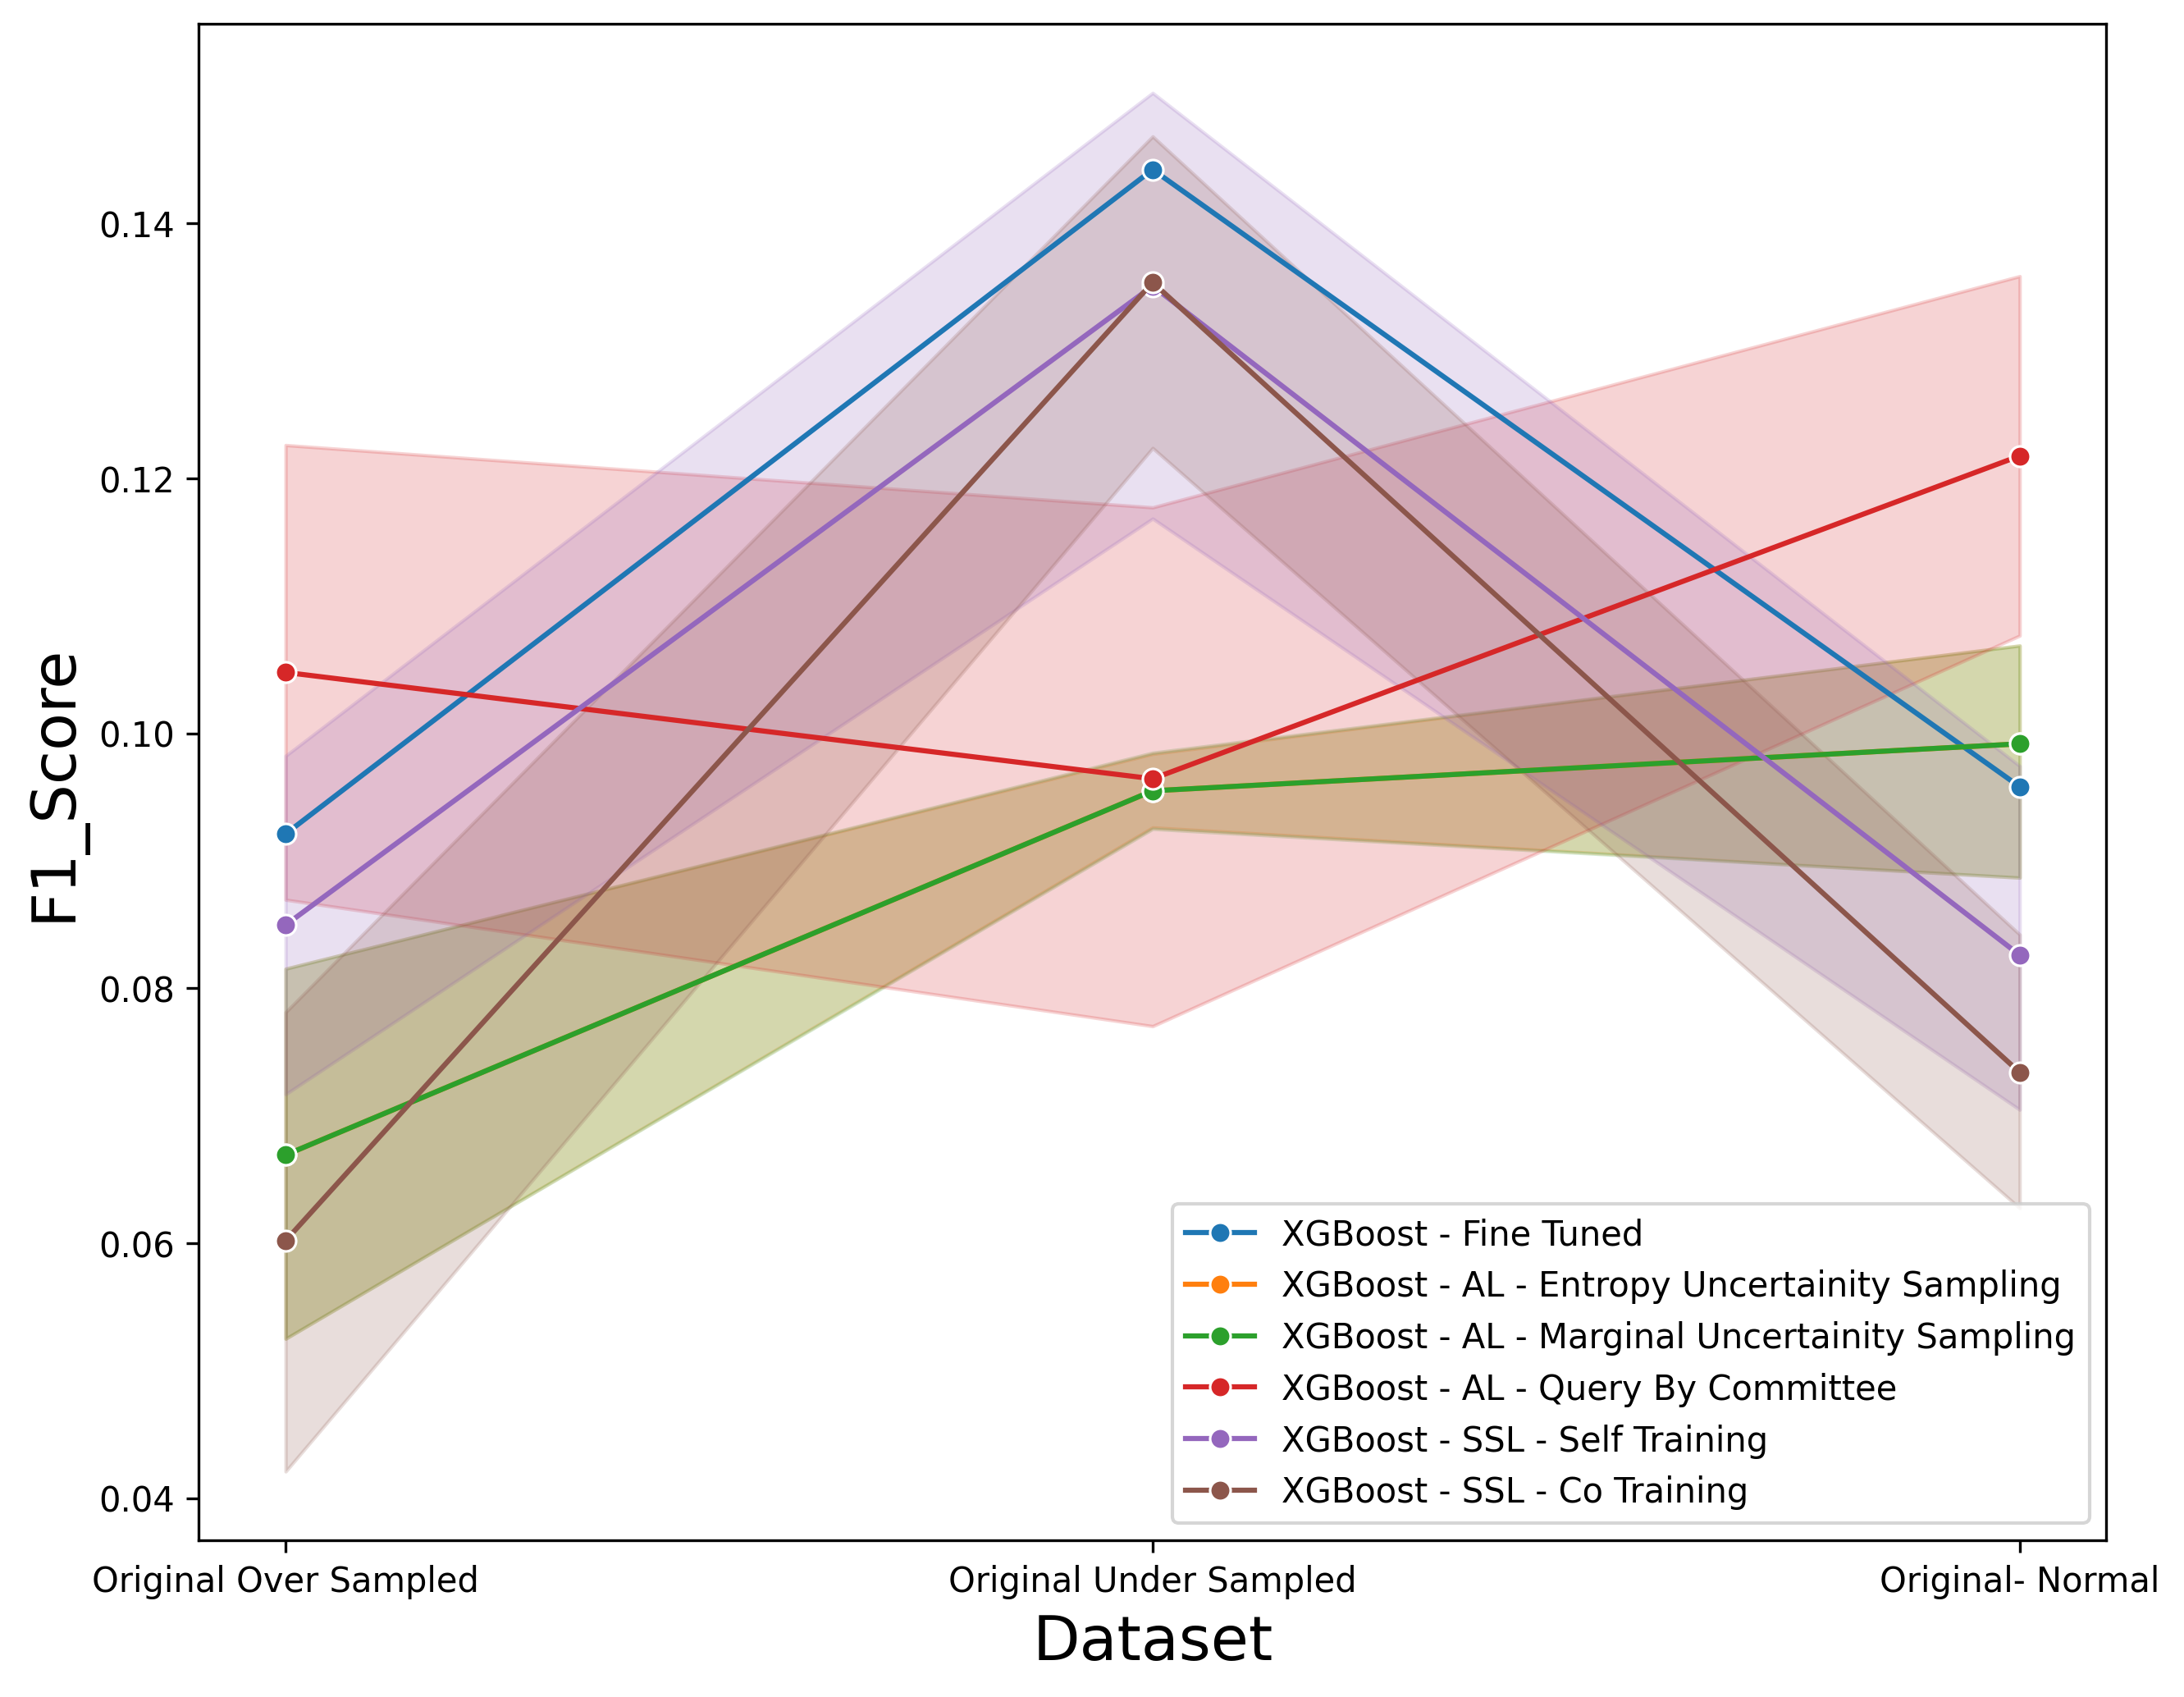 F1_Score
0.14
0.12
0.10
0.08
0.06
0.04
XGBoost - Fine Tuned
XGBoost - AL - Entropy Uncertainity Sampling
XGBoost - AL - Marginal Uncertainity Sampling
XGBoost - AL - Query By Committee
XGBoost - SSL - Self Training
XGBoost - SSL - Co Training
Original Over Sampled
Original Under Sampled
Original- Normal
Dataset